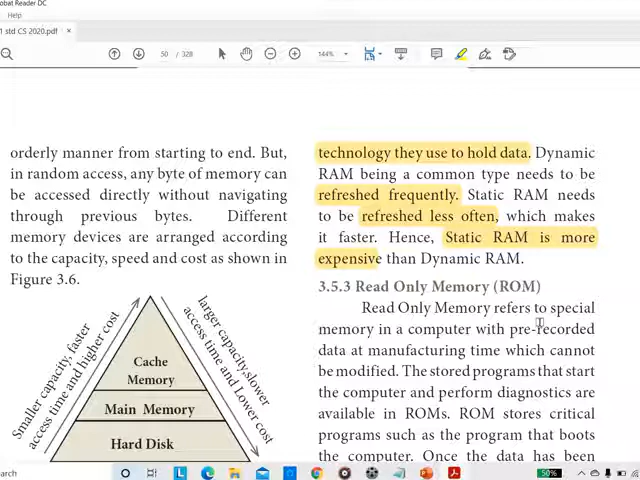 obat Reader DC
Help
1 std CS 2020.pdf ×
50 / 328
144%
orderly manner from starting to end. But,
in random access, any byte of memory can
be accessed directly without navigating
through previous bytes. Different
memory devices are arranged according
to the capacity, speed and cost as shown in
Figure 3.6.
Smaller capacity, faster
access time and higher cost
larger capacity,slower
access time and Lower cost
Cache
Memory
Main Memory
Hard Disk
technology they use to hold data. Dynamic
RAM being a common type needs to be
refreshed frequently. Static RAM needs
to be refreshed less often, which makes
it faster. Hence, Static RAM is more
expensive than Dynamic RAM.
3.5.3 Read Only Memory (ROM)
Read Only Memory refers to special
memory in a computer with pre-recorded
data at manufacturing time which cannot
be modified. The stored programs that start
the computer and perform diagnostics are
available in ROMs. ROM stores critical
programs such as the program that boots
the computer. Once the data has been
earch
L
50%